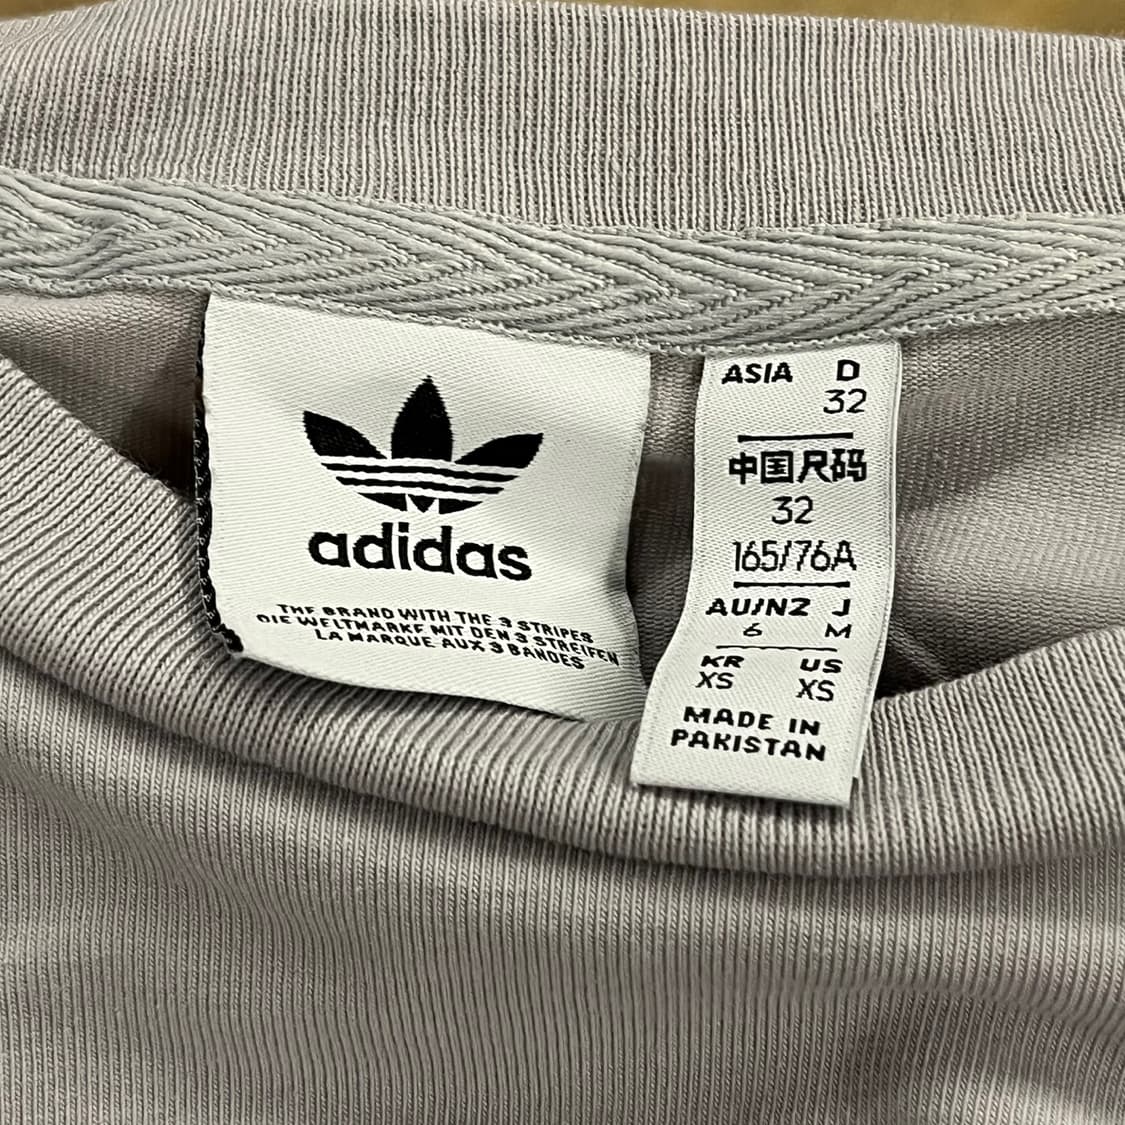 adidas
THE BRAND WITH THE 3 STRIPES
DIE WELTMARKE MIT DEN 3 STREIFEN
LA MARQUE AUX 3 BANDES
ASIA D
32
中国尺码
32
165/76A
AU/NZ J
6 M
KR US
XS XS
MADE IN
PAKISTAN